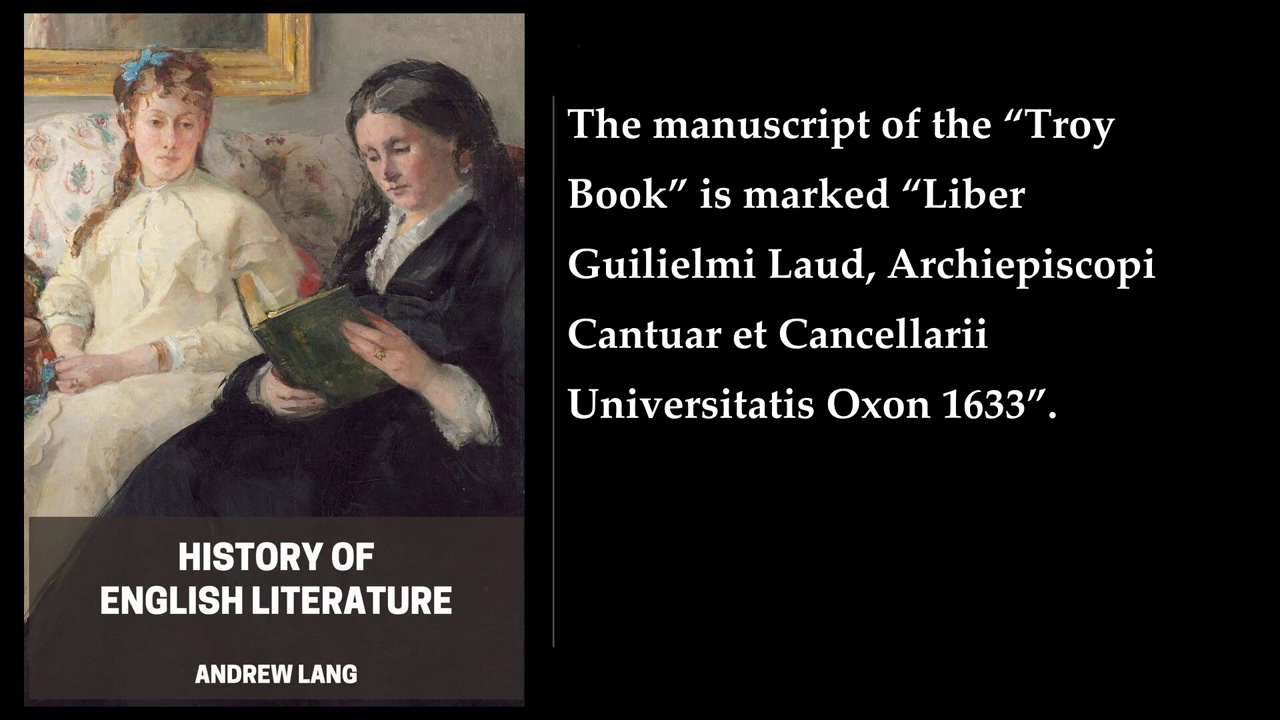 HISTORY OF
ENGLISH LITERATURE
ANDREW LANG
The manuscript of the “Troy
Book” is marked “Liber
Guilielmi Laud, Archiepiscopi
Cantuar et Cancellarii
Universitatis Oxon 1633”.